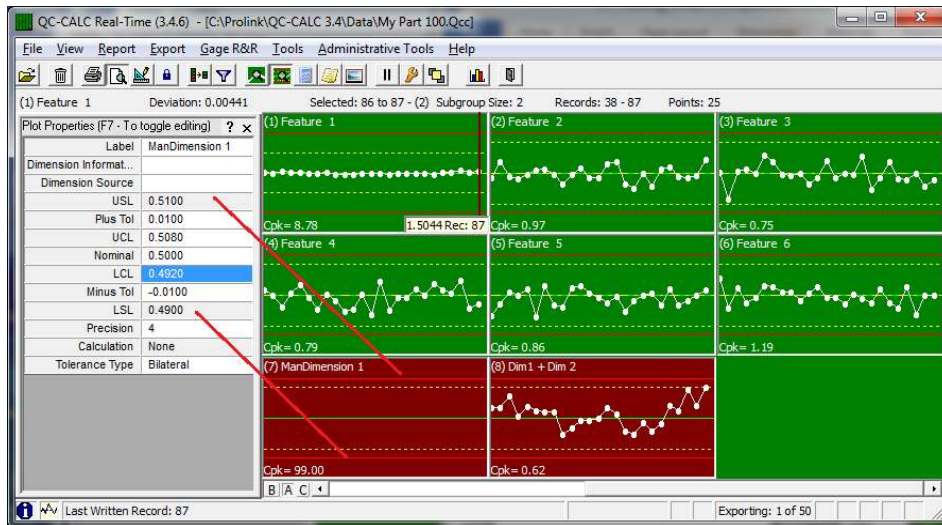 QC-CALC Real-Time (3.4.6) - [C:\Prolink\QC-CALC 3.4\Data\My Part 100.Qcc]
File View Report Export Gage R&R Tools Administrative Tools Help
(1) Feature 1 Deviation: 0.00441 Selected: 86 to 87 - (2) Subgroup Size: 2 Records: 38 - 87 Points: 25
Plot Properties (F7 - To toggle editing) ? x
Label ManDimension 1
Dimension Informat...
Dimension Source
USL 0.5100
Plus Tol 0.0100
UCL 0.5080
Nominal 0.5000
LCL 0.4920
Minus Tol -0.0100
LSL 0.4900
Precision 4
Calculation None
Tolerance Type Bilateral
(1) Feature 1
Cpk= 8.78
1.5044 Rec: 87
(2) Feature 2
Cpk= 0.97
(3) Feature 3
Cpk= 0.75
(4) Feature 4
Cpk= 0.79
(5) Feature 5
Cpk= 0.86
(6) Feature 6
Cpk= 1.19
(7) ManDimension 1
Cpk= 99.00
(8) Dim1 + Dim 2
Cpk= 0.62
B A C
Last Written Record: 87
Exporting: 1 of 50